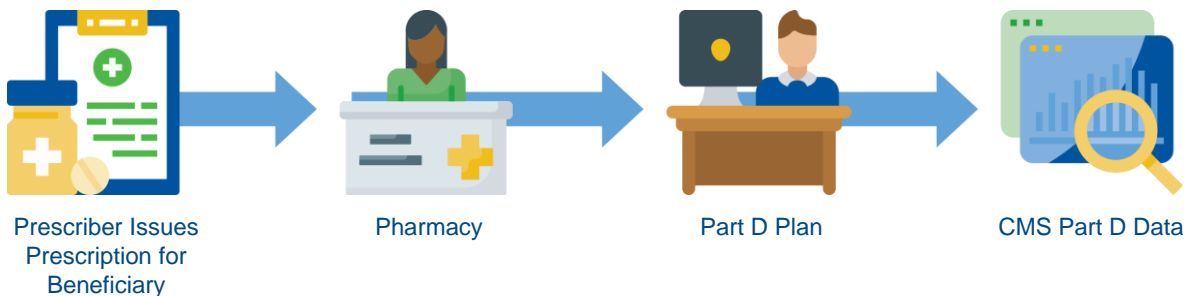 Prescriber Issues
Prescription for
Beneficiary
Pharmacy
Part D Plan
CMS Part D Data